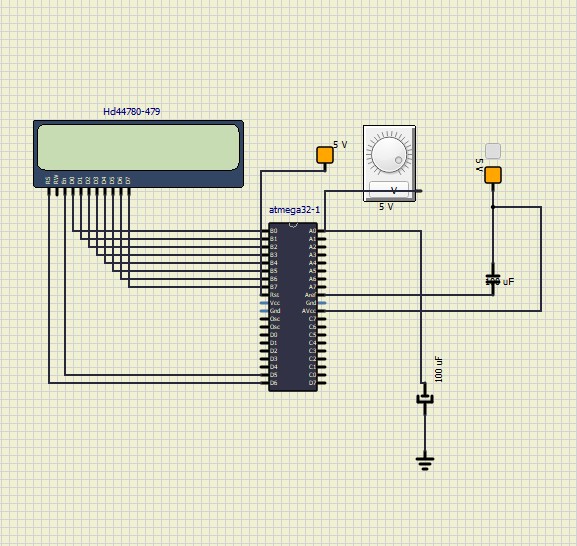 Hd44780-479
RS RW En D0 D1 D2 D3 D4 D5 D6 D7
5 V
V
5 V
5 V
atmega32-1
B0 A0
B1 A1
B2 A2
B3 A3
B4 A4
B5 A5
B6 A6
B7 A7
Rst Aref
Vcc Gnd
Gnd AVcc
Osc C7
Osc C6
D0 C5
D1 C4
D2 C3
D3 C2
D4 C1
D5 C0
D6 D7
100 uF
100 uF